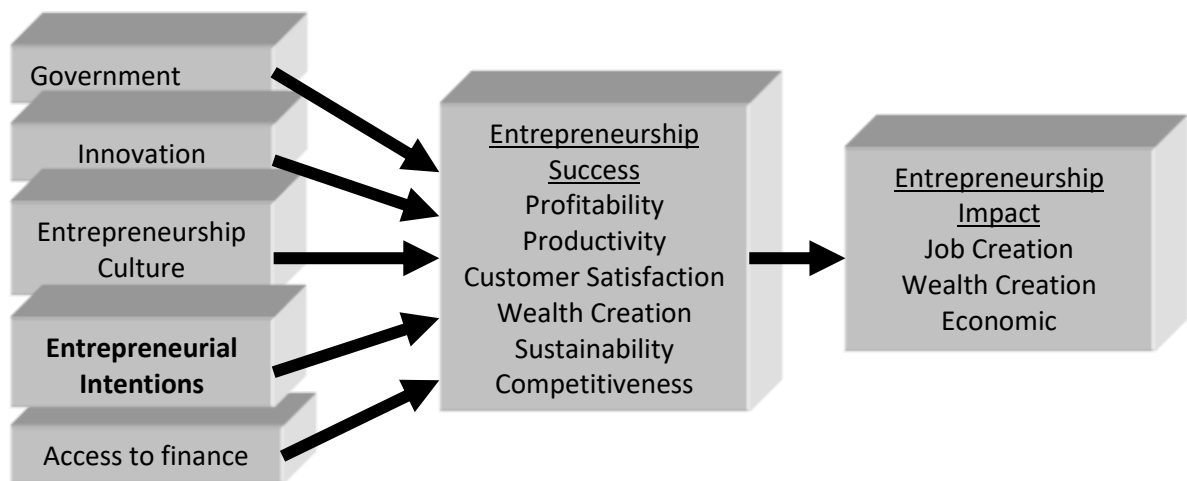 Government
Innovation
Entrepreneurship
Culture
Entrepreneurial
Intentions
Access to finance
Entrepreneurship
Success
Profitability
Productivity
Customer Satisfaction
Wealth Creation
Sustainability
Competitiveness
Entrepreneurship
Impact
Job Creation
Wealth Creation
Economic